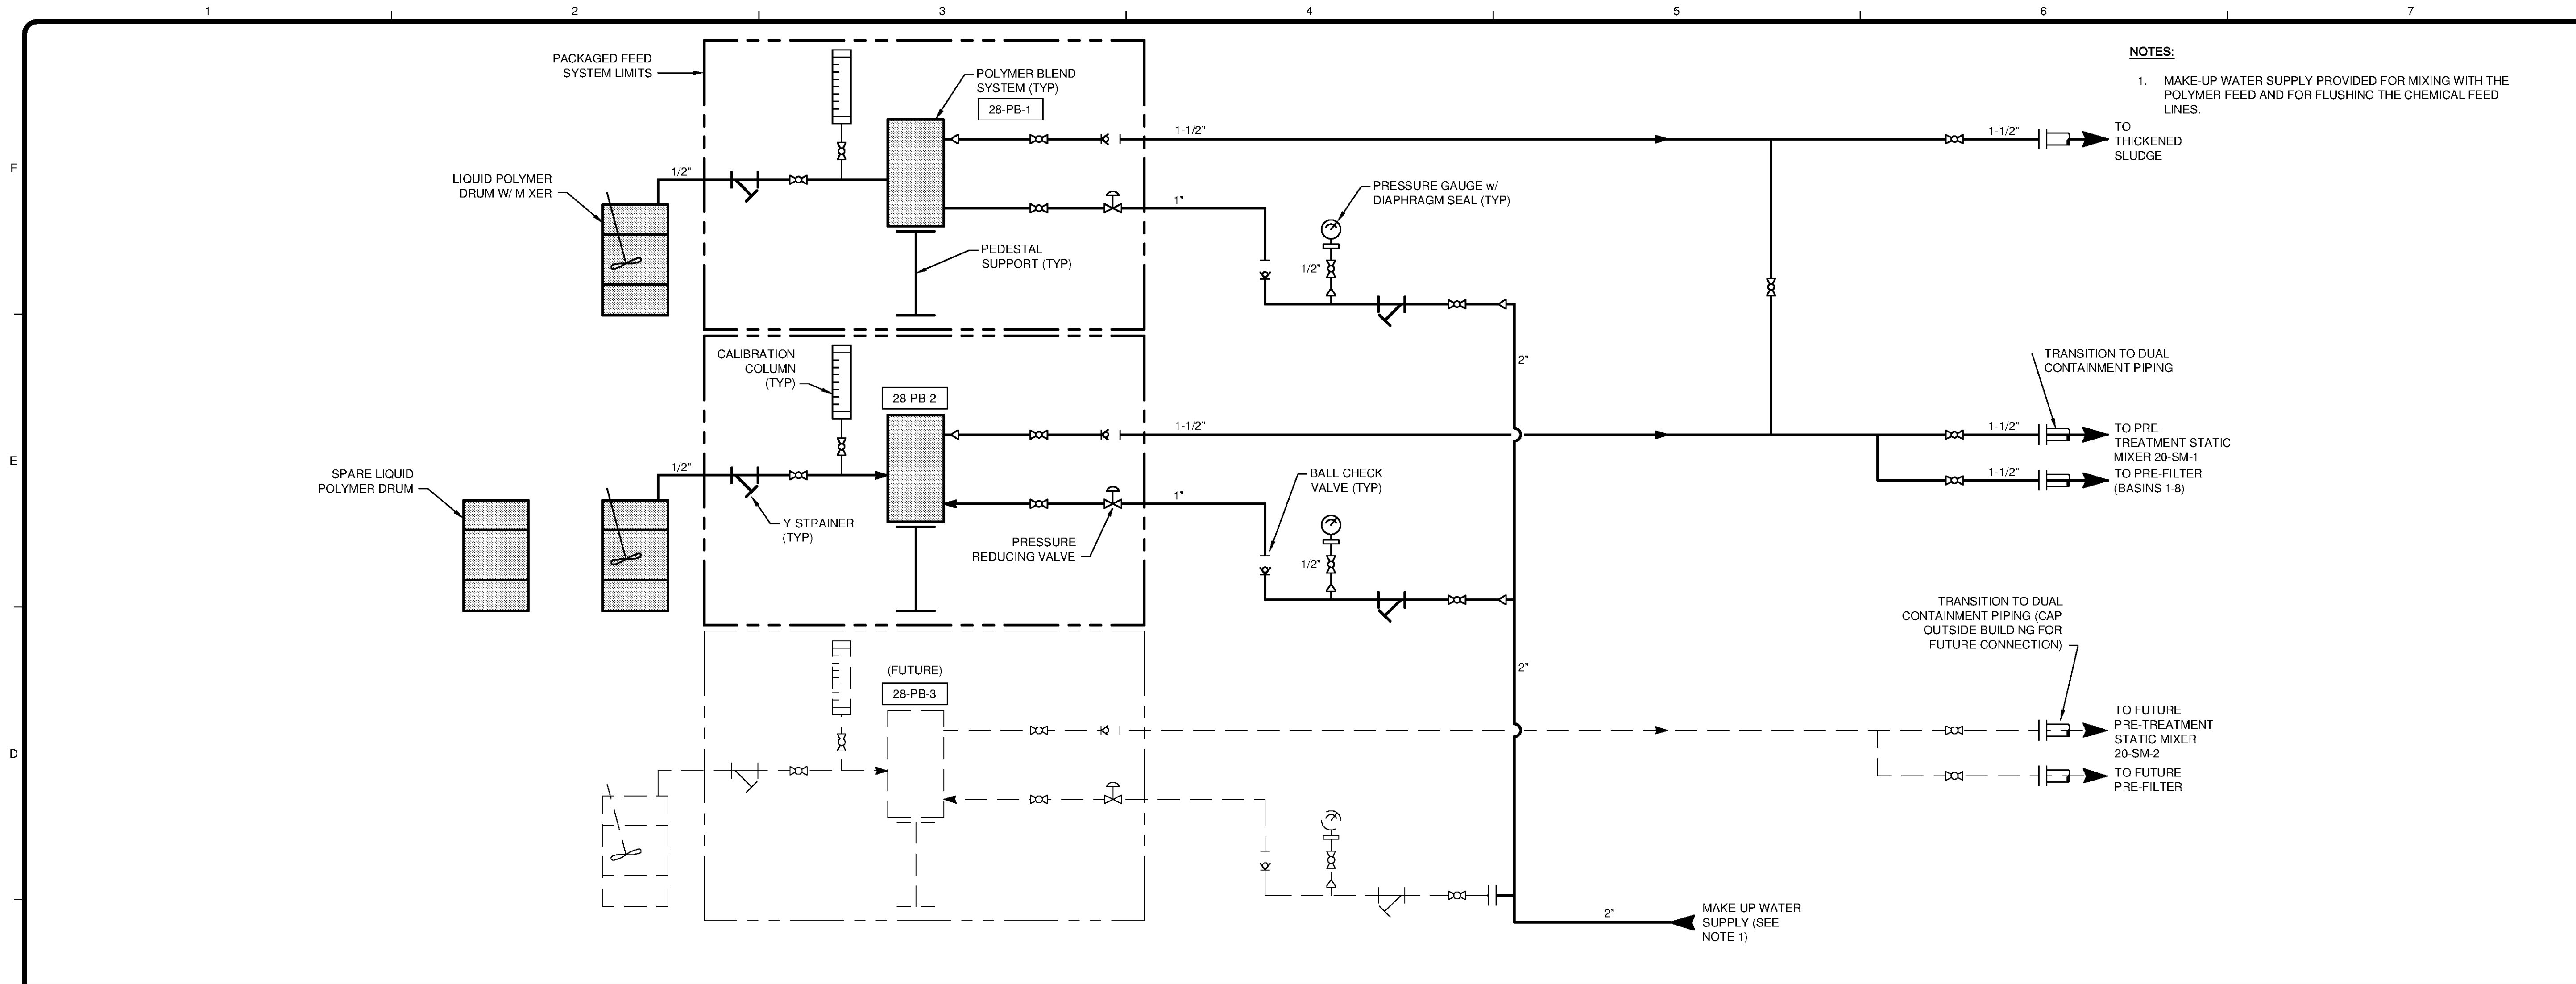 1
2
3
4
5
6
7
F
E
D
PACKAGED FEED
SYSTEM LIMITS
POLYMER BLEND
SYSTEM (TYP)
28-PB-1
LIQUID POLYMER
DRUM W/ MIXER
1/2"
1-1/2"
1"
PEDESTAL
SUPPORT (TYP)
PRESSURE GAUGE w/
DIAPHRAGM SEAL (TYP)
1/2"
1-1/2"
TO
THICKENED
SLUDGE
NOTES:
1. MAKE-UP WATER SUPPLY PROVIDED FOR MIXING WITH THE
POLYMER FEED AND FOR FLUSHING THE CHEMICAL FEED
LINES.
CALIBRATION
COLUMN
(TYP)
28-PB-2
2"
TRANSITION TO DUAL
CONTAINMENT PIPING
1-1/2"
1-1/2"
TO PRE-
TREATMENT STATIC
MIXER 20-SM-1
SPARE LIQUID
POLYMER DRUM
1/2"
Y-STRAINER
(TYP)
1"
PRESSURE
REDUCING VALVE
BALL CHECK
VALVE (TYP)
1/2"
1-1/2"
TO PRE-FILTER
(BASINS 1-8)
TRANSITION TO DUAL
CONTAINMENT PIPING (CAP
OUTSIDE BUILDING FOR
FUTURE CONNECTION)
(FUTURE)
28-PB-3
2"
TO FUTURE
PRE-TREATMENT
STATIC MIXER
20-SM-2
TO FUTURE
PRE-FILTER
2"
MAKE-UP WATER
SUPPLY (SEE
NOTE 1)